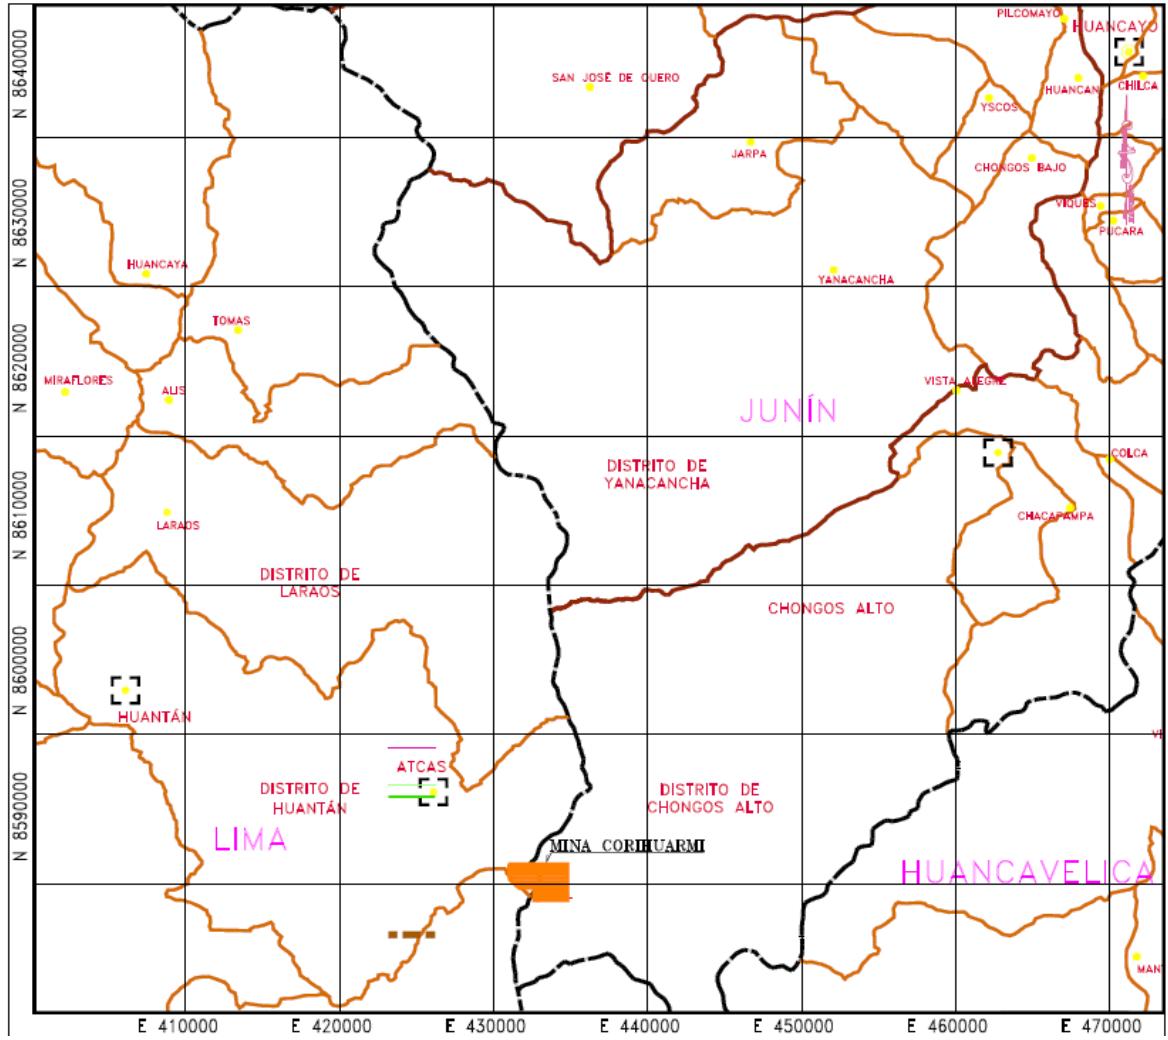 PILCOMAYO
HUANCAYO
N 8640000
SAN JOSÉ DE QUERO
HUANCAN
CHILCA
YSCOS
JARPA
CHONGOS BAJO
N 8630000
VIQUES
PUCARA
HUANCAYA
YANACANCHA
TOMAS
N 8620000
MIRAFLORES
ALIS
VISTA ALEGRE
JUNÍN
DISTRITO DE
YANACANCHA
COLCA
N 8610000
LARAOS
CHACAPAMPA
DISTRITO DE
LARAOS
CHONGOS ALTO
N 8600000
HUANTÁN
ATCAS
DISTRITO DE
HUANTÁN
DISTRITO DE
CHONGOS ALTO
N 8590000
LIMA
MINA CORIHUARMI
HUANCAVELICA
MAN
E 410000
E 420000
E 430000
E 440000
E 450000
E 460000
E 470000